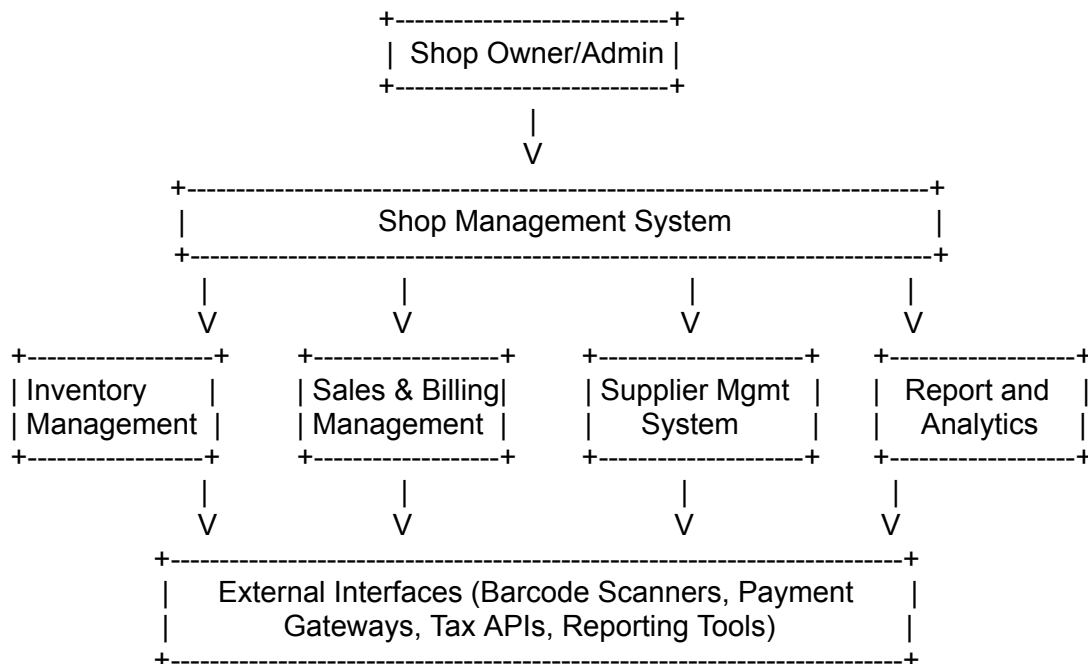 +----------------------------+
| Shop Owner/Admin |
+----------------------------+
|
V
+----------------------------------------------------------------------------+
| Shop Management System |
+----------------------------------------------------------------------------+
| | | |
V V V V
+-------------------+ +-------------------+ +---------------------+ +-------------------+
| Inventory | | Sales & Billing| | Supplier Mgmt | | Report and |
| Management | | Management | | System | | Analytics |
+------------------+ +-------------------+ +---------------------+ +--------------------+
| | | |
V V V V
+---------------------------------------------------------------------------+
| External Interfaces (Barcode Scanners, Payment |
| Gateways, Tax APIs, Reporting Tools) |
+---------------------------------------------------------------------------+